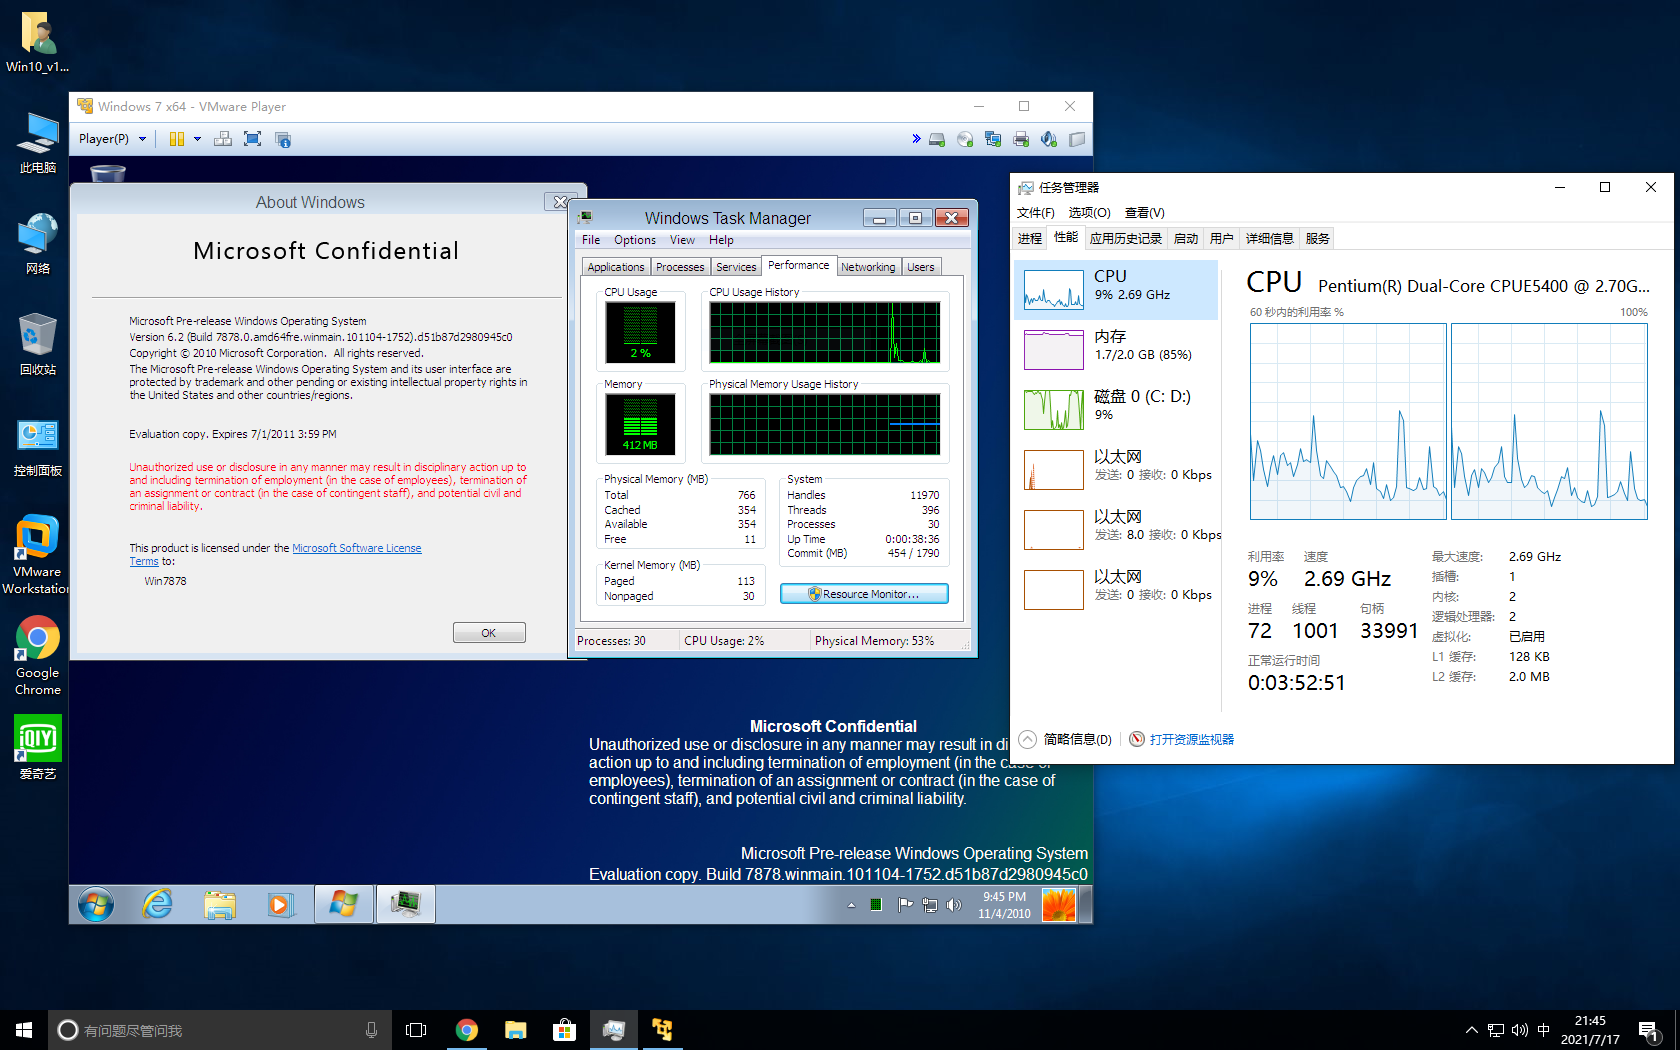 Win10_v1...
此电脑
网络
回收站
控制面板
VMware
Workstation
Google
Chrome
QIYI
爱奇艺
Windows 7 x64 - VMware Player
Player(P)
About Windows
Microsoft Confidential
Microsoft Pre-release Windows Operating System
Version 6.2 (Build 7878.0.amd64fre.winmain.101104-1752).d51b87d2980945c0
Copyright © 2010 Microsoft Corporation. All rights reserved.
The Microsoft Pre-release Windows Operating System and its user interface are
protected by trademark and other pending or existing intellectual property rights in
the United States and other countries/regions.
Evaluation copy. Expires 7/1/2011 3:59 PM
Unauthorized use or disclosure in any manner may result in disciplinary action up to
and including termination of employment (in the case of employees), termination of
an assignment or contract (in the case of contingent staff), and potential civil and
criminal liability.
This product is licensed under the Microsoft Software License
Terms to:
Win7878
OK
Windows Task Manager
File Options View Help
Applications Processes Services Performance Networking Users
CPU Usage CPU Usage History
2 %
Memory Physical Memory Usage History
412 MB
Physical Memory (MB)
Total 766
Cached 354
Available 354
Free 11
Kernel Memory (MB)
Paged 113
Nonpaged 30
System
Handles 11970
Threads 396
Processes 30
Up Time 0:00:38:36
Commit (MB) 454 / 1790
Resource Monitor...
Processes: 30 CPU Usage: 2% Physical Memory: 53%
Microsoft Confidential
Unauthorized use or disclosure in any manner may result in di
action up to and including termination of employment (in the case of
employees), termination of an assignment or contract (in the case of
contingent staff), and potential civil and criminal liability.
Microsoft Pre-release Windows Operating System
Evaluation copy. Build 7878.winmain.101104-1752.d51b87d2980945c0
9:45 PM
11/4/2010
任务管理器
文件(F) 选项(O) 查看(V)
进程 性能 应用历史记录 启动 用户 详细信息 服务
CPU
9% 2.69 GHz
内存
1.7/2.0 GB (85%)
磁盘 0 (C: D:)
9%
以太网
发送: 0 接收: 0 Kbps
以太网
发送: 8.0 接收: 0 Kbps
以太网
发送: 0 接收: 0 Kbps
CPU Pentium(R) Dual-Core CPUE5400 @ 2.70G...
60 秒内的利用率 % 100%
利用率 速度
9% 2.69 GHz
进程 线程 句柄
72 1001 33991
正常运行时间
0:03:52:51
最大速度: 2.69 GHz
插槽: 1
内核: 2
逻辑处理器: 2
虚拟化: 已启用
L1 缓存: 128 KB
L2 缓存: 2.0 MB
简略信息(D) 打开资源监视器
有问题尽管问我
中
21:45
2021/7/17
1